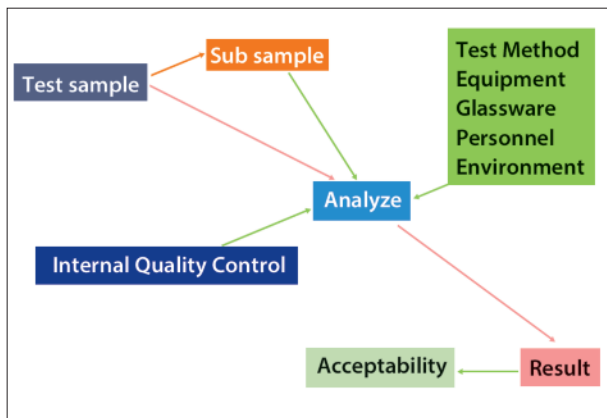 Sub sample
Test sample
Test Method
Equipment
Glassware
Personnel
Environment
Analyze
Internal Quality Control
Acceptability
Result